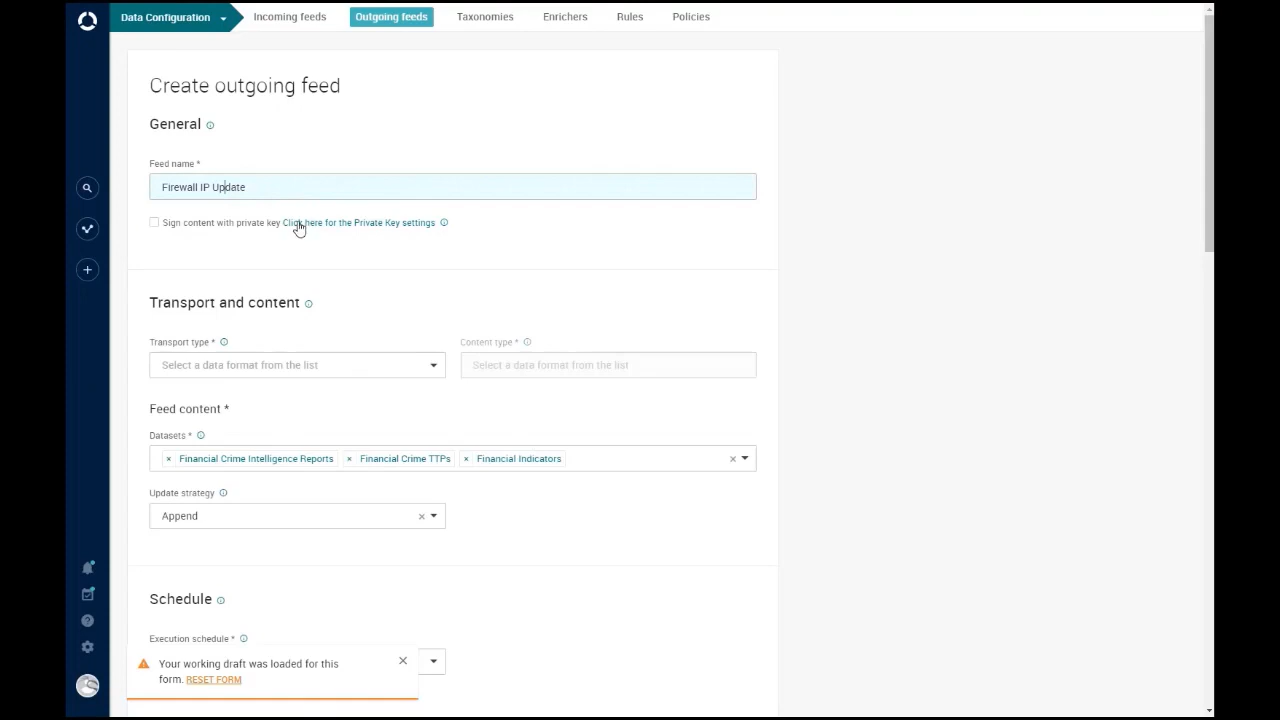 Data Configuration
Incoming feeds
Outgoing feeds
Taxonomies
Enrichers
Rules
Policies
Create outgoing feed
General
Feed name *
Firewall IP Update
Sign content with private key Click here for the Private Key settings
Transport and content
Transport type *
Content type *
Select a data format from the list
Select a data format from the list
Feed content *
Datasets *
× Financial Crime Intelligence Reports × Financial Crime TTPs × Financial Indicators
Update strategy
Append
Schedule
Execution schedule *
Your working draft was loaded for this
form. RESET FORM